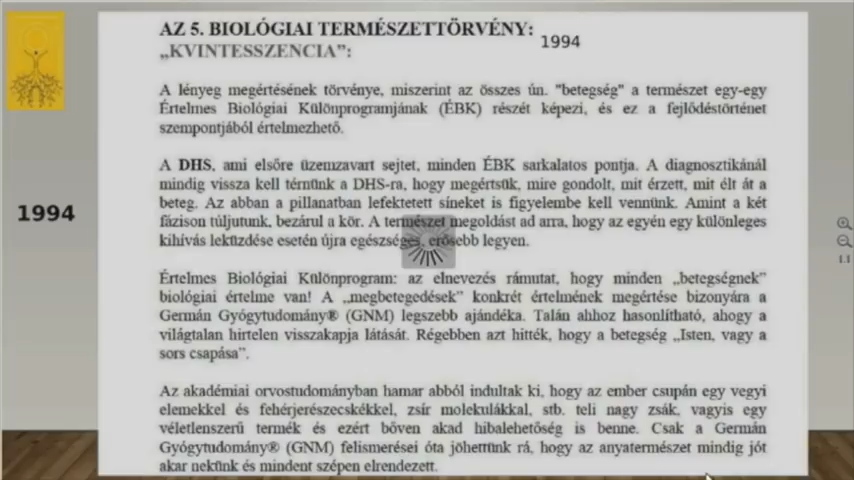 AZ 5. BIOLÓGIAI TERMÉSZETTÖRVÉNY:
1994
„KVINTESSZENCIA”:
A lényeg megértésének törvénye, miszerint az összes ún. "betegség" a természet egy-egy
Értelmes Biológiai Különprogramjának (ÉBK) részét képezi, és ez a fejlődéstörténet
szempontjából értelmezhető.
A DHS, ami elsőre üzemzavart sejtet, minden ÉBK sarkalatos pontja. A diagnosztikánál
mindig vissza kell térnünk a DHS-ra, hogy megértsük, mire gondolt, mit érzett, mit élt át a
beteg. Az abban a pillanatban lefektetett síneket is figyelembe kell vennünk. Amint a két
fázison túljutunk, bezárul a kör. A természet megoldást ad arra, hogy az egyén egy különleges
kihívás leküzdése esetén újra egészséges, erősebb legyen.
1994
Értelmes Biológiai Különprogram: az elnevezés rámutat, hogy minden „betegségnek”
biológiai értelme van! A „megbetegedések” konkrét értelmének megértése bizonyára a
Germán Gyógytudomány® (GNM) legszebb ajándéka. Talán ahhoz hasonlítható, ahogy a
világtalan hirtelen visszakapja látását. Régebben azt hitték, hogy a betegség „Isten, vagy a
sors csapása”.
Az akadémiai orvostudományban hamar abból indultak ki, hogy az ember csupán egy vegyi
elemekkel és fehérjerészecskékkel, zsír molekulákkal, stb. teli nagy zsák, vagyis egy
véletlenszerű termék és ezért bőven akad hibalehetőség is benne. Csak a Germán
Gyógytudomány® (GNM) felismerései óta jöhettünk rá, hogy az anyatermészet mindig jót
akar nekünk és mindent szépen elrendezett.
1:1